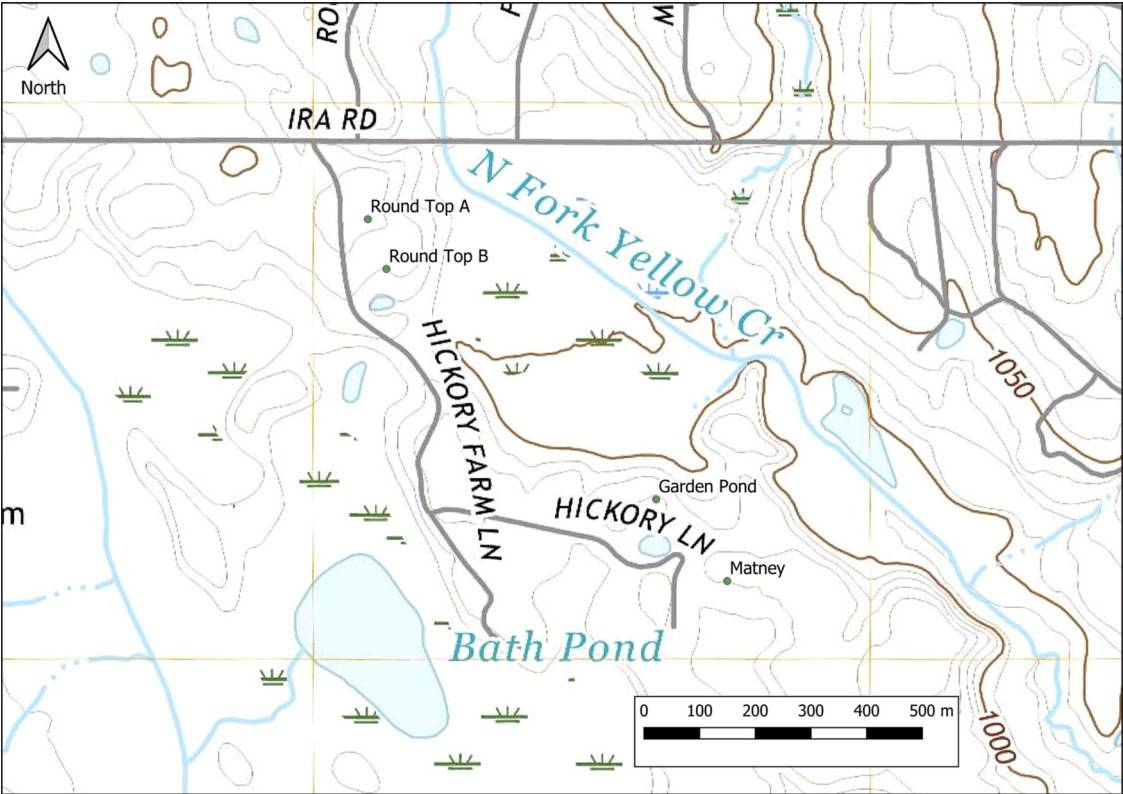 North
RO
F
M
IRA RD
N Fork Yellow Cr
Round Top A
Round Top B
HICKORY FARM LN
1050
Garden Pond
HICKORY LN
m
Matney
Bath Pond
0 100 200 300 400 500 m
1000